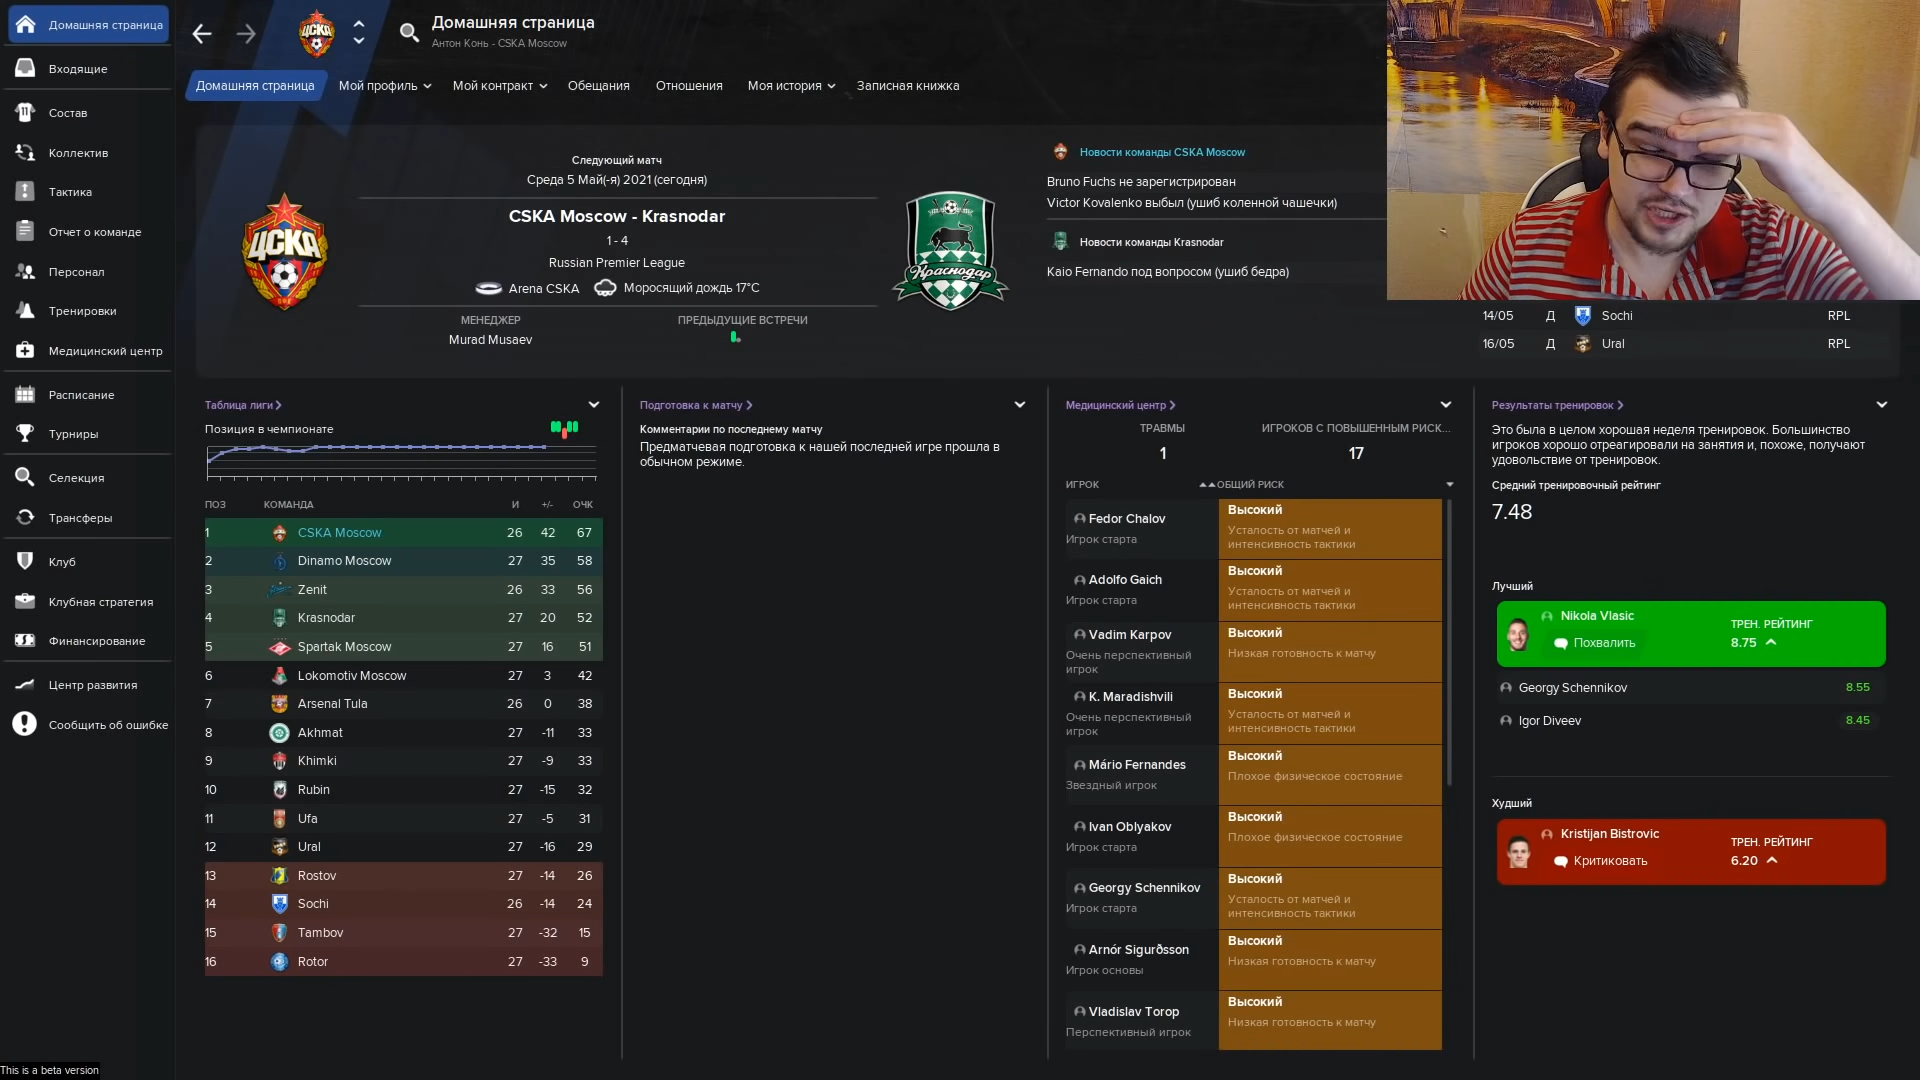 Домашняя страница
Входящие
Состав
Коллектив
Тактика
Отчет о команде
Персонал
Тренировки
Медицинский центр
Расписание
Турниры
Селекция
Трансферы
Клуб
Клубная стратегия
Финансирование
Центр развития
Сообщить об ошибке
This is a beta version
ЦСКА
Домашняя страница
Антон Конь - CSKA Moscow
Домашняя страница Мой профиль Мой контракт Обещания Отношения Моя история Записная книжка
Следующий матч
Среда 5 Май(-я) 2021 (сегодня)
CSKA Moscow - Krasnodar
1 - 4
Russian Premier League
Arena CSKA Моросящий дождь 17°C
МЕНЕДЖЕР ПРЕДЫДУЩИЕ ВСТРЕЧИ
Murad Musaev
ЦСКА
Краснодар
Новости команды CSKA Moscow
Bruno Fuchs не зарегистрирован
Victor Kovalenko выбыл (ушиб коленной чашечки)
Новости команды Krasnodar
Kaio Fernando под вопросом (ушиб бедра)
14/05 Д Sochi RPL
16/05 Д Ural RPL
Таблица лиги
Позиция в чемпионате
ПОЗ КОМАНДА И +/- ОЧК
1 CSKA Moscow 26 42 67
2 Dinamo Moscow 27 35 58
3 Zenit 26 33 56
4 Krasnodar 27 20 52
5 Spartak Moscow 27 16 51
6 Lokomotiv Moscow 27 3 42
7 Arsenal Tula 26 0 38
8 Akhmat 27 -11 33
9 Khimki 27 -9 33
10 Rubin 27 -15 32
11 Ufa 27 -5 31
12 Ural 27 -16 29
13 Rostov 27 -14 26
14 Sochi 26 -14 24
15 Tambov 27 -32 15
16 Rotor 27 -33 9
Подготовка к матчу
Комментарии по последнему матчу
Предматчевая подготовка к нашей последней игре прошла в
обычном режиме.
Медицинский центр
ТРАВМЫ ИГРОКОВ С ПОВЫШЕННЫМ РИСК...
1 17
ИГРОК ОБЩИЙ РИСК
Fedor Chalov
Игрок старта
Высокий
Усталость от матчей и
интенсивность тактики
Adolfo Gaich
Игрок старта
Высокий
Усталость от матчей и
интенсивность тактики
Vadim Karpov
Очень перспективный
игрок
Высокий
Низкая готовность к матчу
K. Maradishvili
Очень перспективный
игрок
Высокий
Усталость от матчей и
интенсивность тактики
Mário Fernandes
Звездный игрок
Высокий
Плохое физическое состояние
Ivan Oblyakov
Игрок старта
Высокий
Плохое физическое состояние
Georgy Schennikov
Игрок старта
Высокий
Усталость от матчей и
интенсивность тактики
Arnór Sigurðsson
Игрок основы
Высокий
Низкая готовность к матчу
Vladislav Torop
Перспективный игрок
Высокий
Низкая готовность к матчу
Результаты тренировок
Это была в целом хорошая неделя тренировок. Большинство
игроков хорошо отреагировали на занятия и, похоже, получают
удовольствие от тренировок.
Средний тренировочный рейтинг
7.48
Лучший
Nikola Vlasic
Похвалить
ТРЕН. РЕЙТИНГ
8.75
Georgy Schennikov 8.55
Igor Diveev 8.45
Худший
Kristijan Bistrovic
Критиковать
ТРЕН. РЕЙТИНГ
6.20